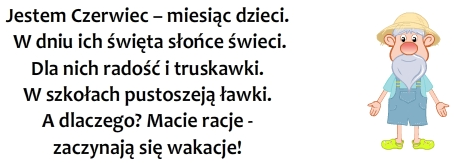 Jestem Czerwiec – miesiąc dzieci.
W dniu ich święta słońce świeci.
Dla nich radość i truskawki.
W szkołach pustoszeją ławki.
A dlaczego? Macie racje -
zaczynają się wakacje!